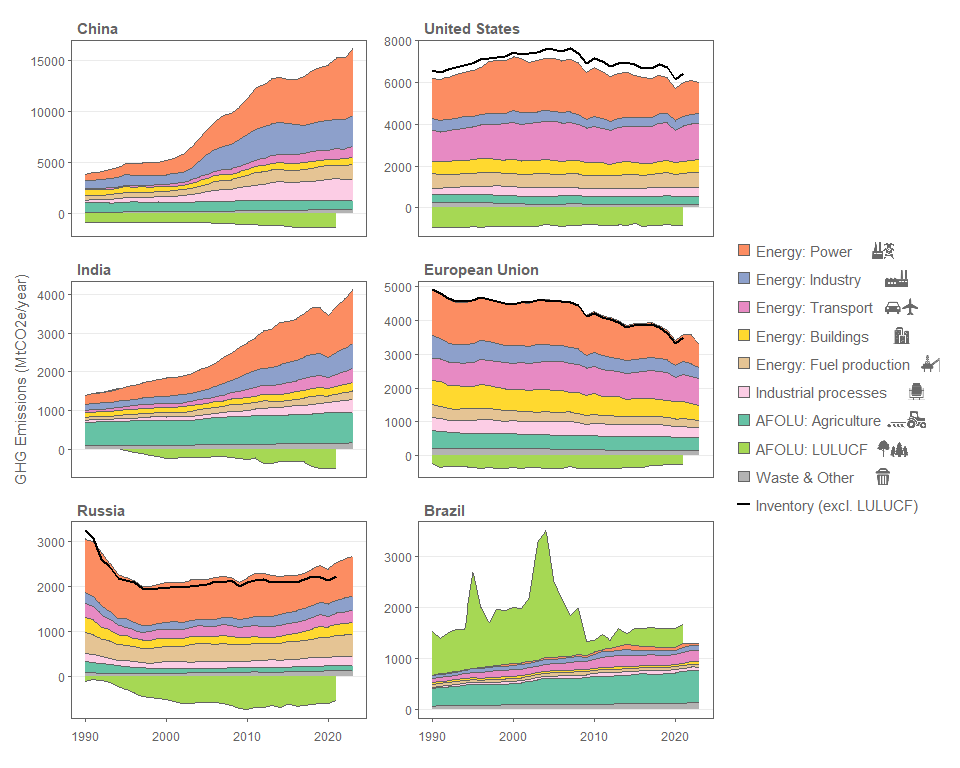 China
United States
15000
10000
5000
0
8000
6000
4000
2000
0
India
European Union
4000
3000
2000
1000
0
5000
4000
3000
2000
1000
0
GHG Emissions (MtCO2e/year)
Russia
Brazil
3000
2000
1000
0
3000
2000
1000
0
1990
2000
2010
2020
1990
2000
2010
2020
Energy: Power
Energy: Industry
Energy: Transport
Energy: Buildings
Energy: Fuel production
Industrial processes
AFOLU: Agriculture
AFOLU: LULUCF
Waste & Other
Inventory (excl. LULUCF)